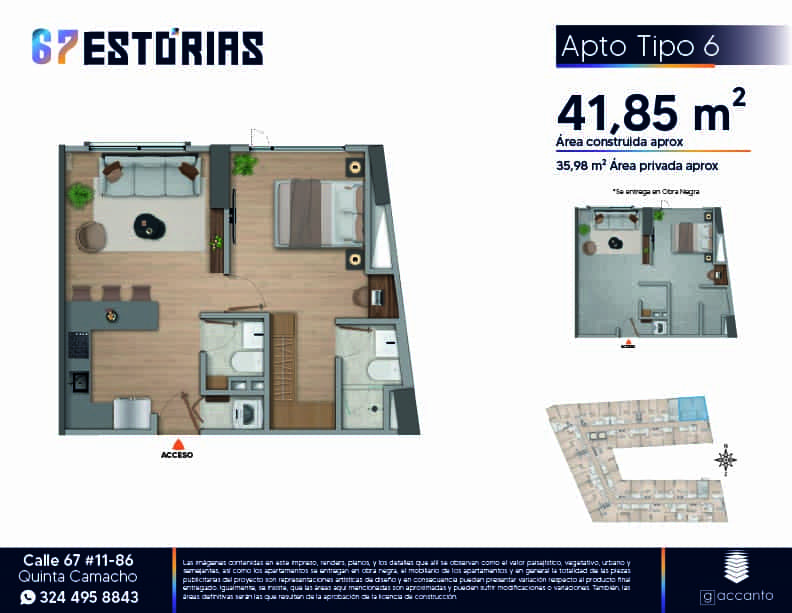 67 ESTORIAS
Apto Tipo 6
41,85 m²
Área construida aprox
35,98 m² Área privada aprox
*Se entrega en Obra Negra
ACCESO
N
Calle 67 #11-86
Quinta Camacho
324 495 8843
Las imágenes contenidas en este impreso, renders, planos, y los detalles que allí se observan como el valor paisajístico, vegetativo, urbano y
semejantes, así como los apartamentos se entregan en obra negra, el mobiliario de los apartamentos y en general la totalidad de las piezas
publicitarias del proyecto son representaciones artísticas de diseño y en consecuencia pueden presentar variación respecto al producto final
entregado. Igualmente, se insiste, que las áreas aquí mencionadas son aproximadas y pueden sufrir modificaciones o variaciones. También, las
áreas definitivas serán las que resulten de la aprobación de la licencia de construcción.
g accanto